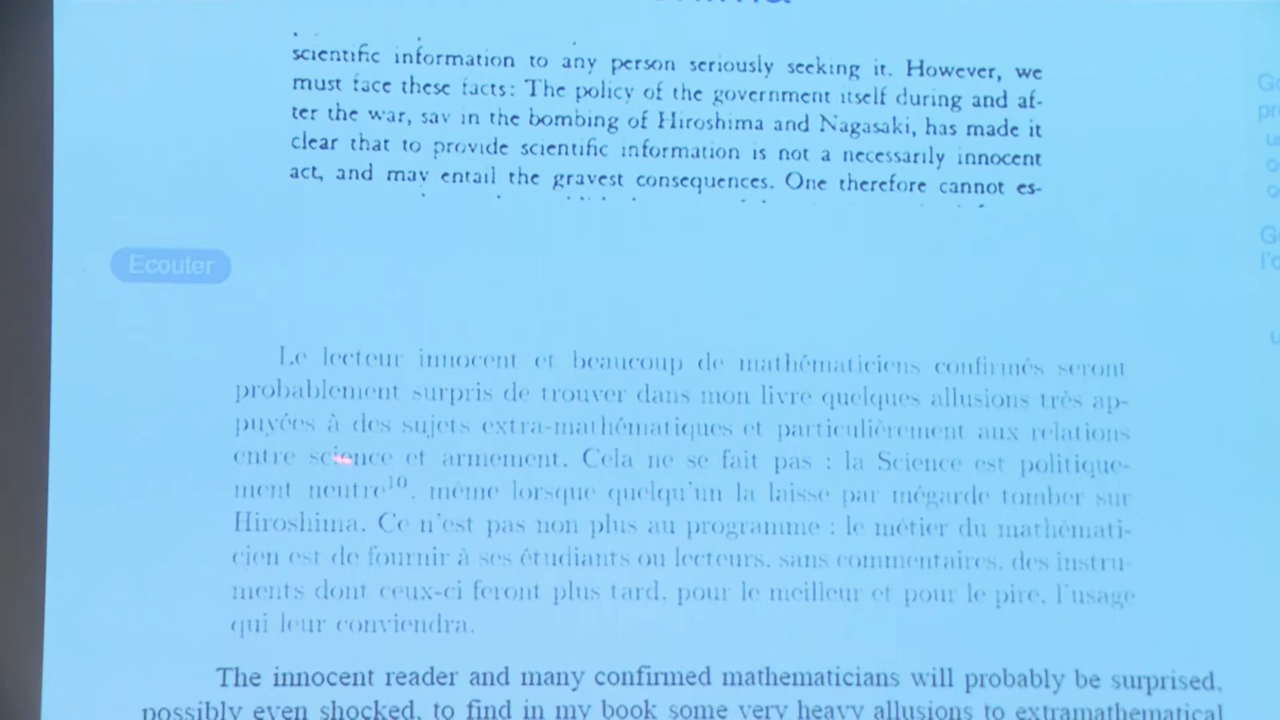 scientific information to any person seriously seeking it. However, we
must face these facts: The policy of the government itself during and af-
ter the war, say in the bombing of Hiroshima and Nagasaki, has made it
clear that to provide scientific information is not a necessarily innocent
act, and may entail the gravest consequences. One therefore cannot es-
Ecouter
Le lecteur innocent et beaucoup de mathématiciens confirmés seront
probablement surpris de trouver dans mon livre quelques allusions très ap-
puyées à des sujets extra-mathématiques et particulièrement aux relations
entre science et armement. Cela ne se fait pas : la Science est politique-
ment neutre10, même lorsque quelqu'un la laisse par mégarde tomber sur
Hiroshima. Ce n'est pas non plus au programme : le métier du mathémati-
cien est de fournir à ses étudiants ou lecteurs, sans commentaires, des instru-
ments dont ceux-ci feront plus tard, pour le meilleur et pour le pire, l'usage
qui leur conviendra.
The innocent reader and many confirmed mathematicians will probably be surprised,
possibly even shocked, to find in my book some very heavy allusions to extramathematical